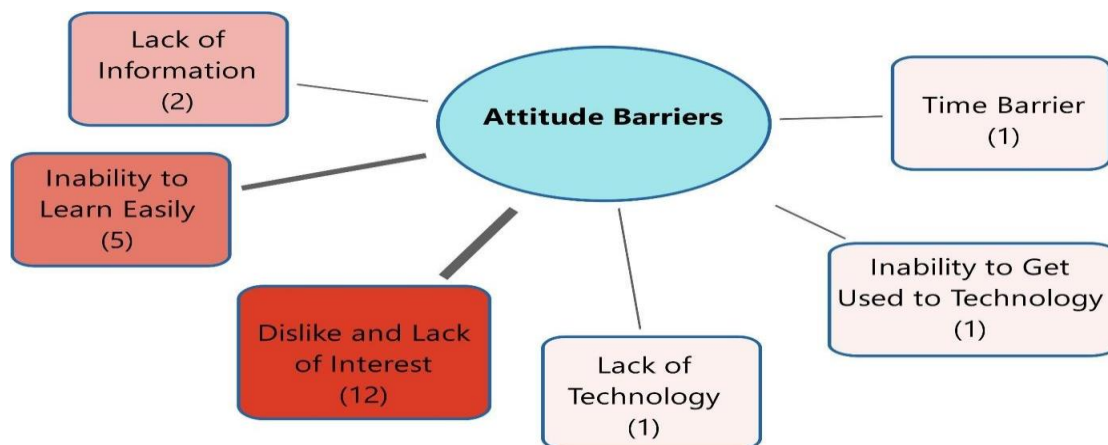 Lack of
Information
(2)
Attitude Barriers
Time Barrier
(1)
Inability to
Learn Easily
(5)
Inability to Get
Used to Technology
(1)
Dislike and Lack
of Interest
(12)
Lack of
Technology
(1)